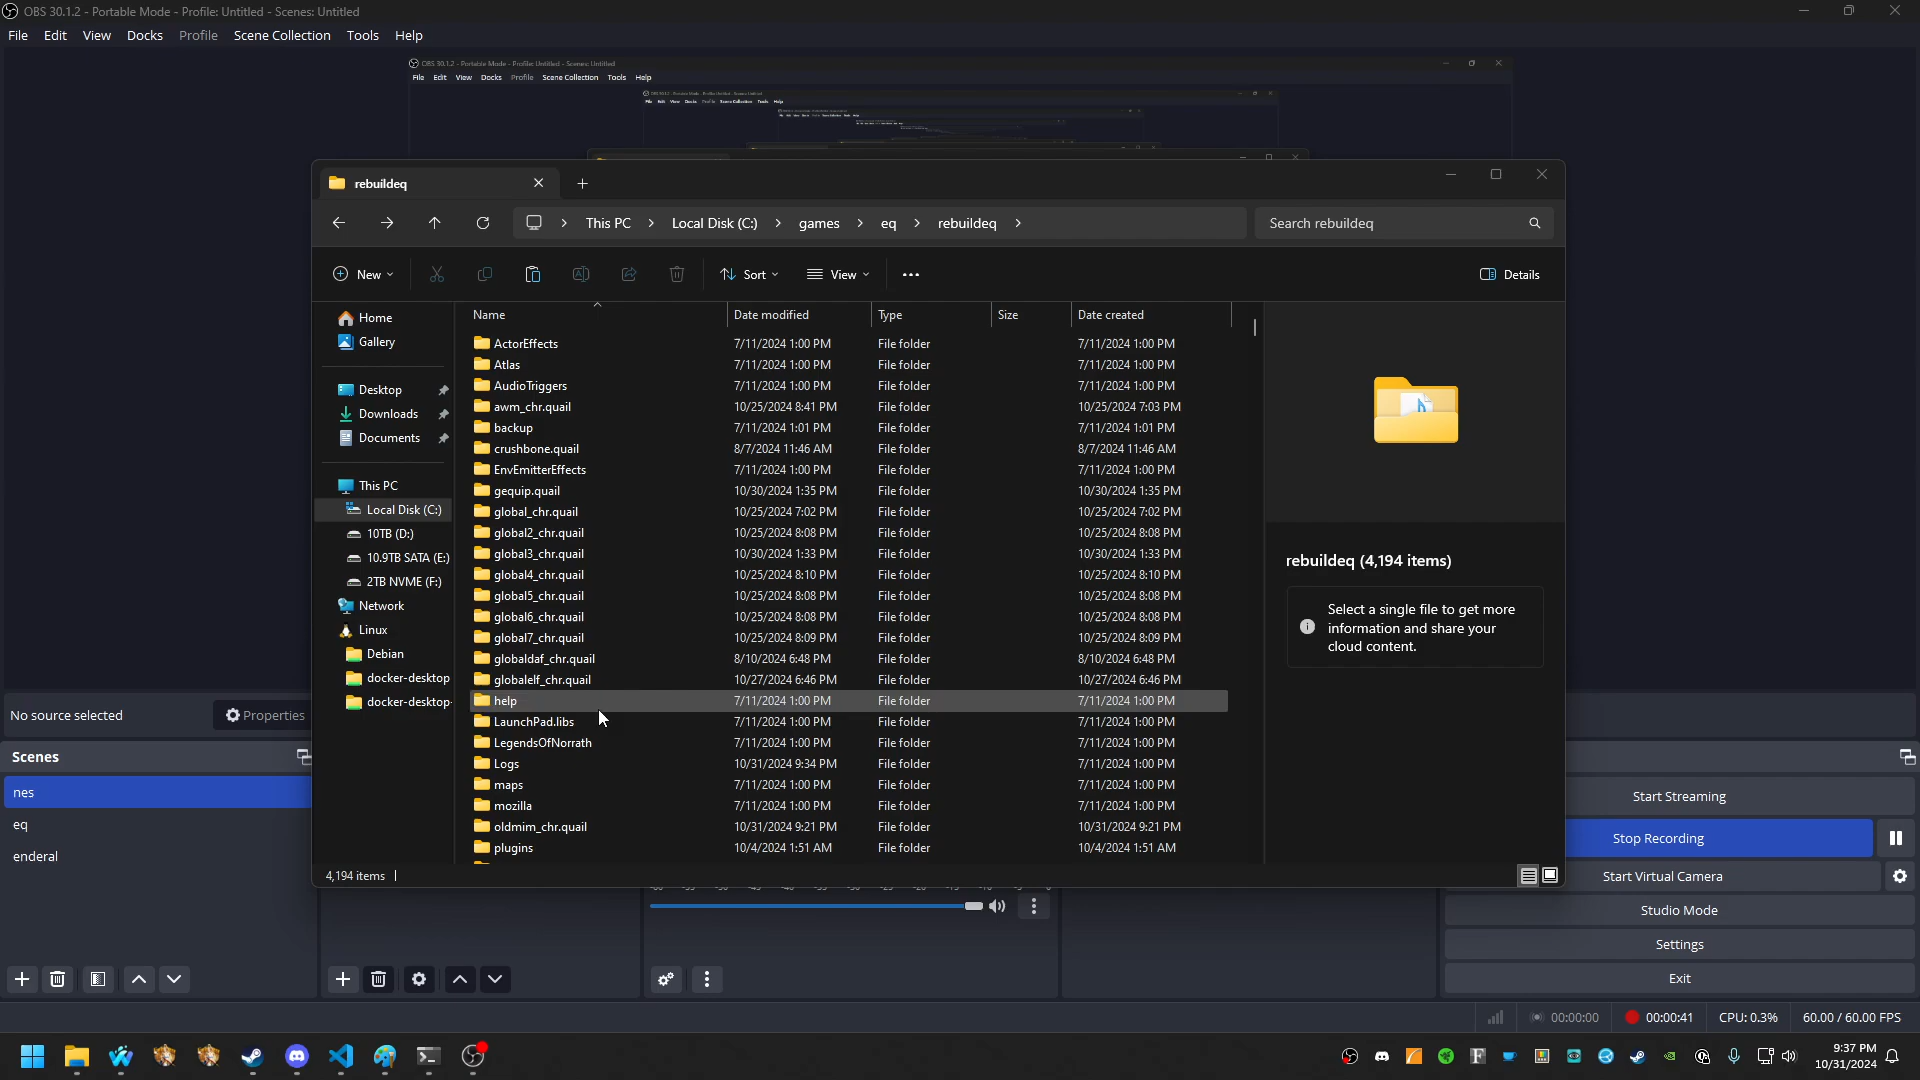 OBS 30.1.2 - Portable Mode - Profile: Untitled - Scenes: Untitled
File Edit View Docks Profile Scene Collection Tools Help
OBS 30.1.2 - Portable Mode - Profile: Untitled - Scenes: Untitled
File Edit View Docks Profile Scene Collection Tools Help
rebuildeq
This PC > Local Disk (C:) > games > eq > rebuildeq >
Search rebuildeq
New Sort View ••• Details
Home
Gallery
Desktop
Downloads
Documents
This PC
Local Disk (C:)
10TB (D:)
10.9TB SATA (E:)
2TB NVME (F:)
Network
Linux
Debian
docker-desktop
docker-desktop-
Name Date modified Type Size Date created
ActorEffects 7/11/2024 1:00 PM File folder 7/11/2024 1:00 PM
Atlas 7/11/2024 1:00 PM File folder 7/11/2024 1:00 PM
AudioTriggers 7/11/2024 1:00 PM File folder 7/11/2024 1:00 PM
awm_chr.quail 10/25/2024 8:41 PM File folder 10/25/2024 7:03 PM
backup 7/11/2024 1:01 PM File folder 7/11/2024 1:01 PM
crushbone.quail 8/7/2024 11:46 AM File folder 8/7/2024 11:46 AM
EnvEmitterEffects 7/11/2024 1:00 PM File folder 7/11/2024 1:00 PM
gequip.quail 10/30/2024 1:35 PM File folder 10/30/2024 1:35 PM
global_chr.quail 10/25/2024 7:02 PM File folder 10/25/2024 7:02 PM
global2_chr.quail 10/25/2024 8:08 PM File folder 10/25/2024 8:08 PM
global3_chr.quail 10/30/2024 1:33 PM File folder 10/30/2024 1:33 PM
global4_chr.quail 10/25/2024 8:10 PM File folder 10/25/2024 8:10 PM
global5_chr.quail 10/25/2024 8:08 PM File folder 10/25/2024 8:08 PM
global6_chr.quail 10/25/2024 8:08 PM File folder 10/25/2024 8:08 PM
global7_chr.quail 10/25/2024 8:09 PM File folder 10/25/2024 8:09 PM
globaldaf_chr.quail 8/10/2024 6:48 PM File folder 8/10/2024 6:48 PM
globalelf_chr.quail 10/27/2024 6:46 PM File folder 10/27/2024 6:46 PM
help 7/11/2024 1:00 PM File folder 7/11/2024 1:00 PM
LaunchPad.libs 7/11/2024 1:00 PM File folder 7/11/2024 1:00 PM
LegendsOfNorrath 7/11/2024 1:00 PM File folder 7/11/2024 1:00 PM
Logs 10/31/2024 9:34 PM File folder 7/11/2024 1:00 PM
maps 7/11/2024 1:00 PM File folder 7/11/2024 1:00 PM
mozilla 7/11/2024 1:00 PM File folder 7/11/2024 1:00 PM
oldmim_chr.quail 10/31/2024 9:21 PM File folder 10/31/2024 9:21 PM
plugins 10/4/2024 1:51 AM File folder 10/4/2024 1:51 AM
rebuildeq (4,194 items)
Select a single file to get more
information and share your
cloud content.
4,194 items
No source selected Properties
Scenes
nes
eq
enderal
Start Streaming
Stop Recording
Start Virtual Camera
Studio Mode
Settings
Exit
00:00:00 00:00:41 CPU: 0.3% 60.00 / 60.00 FPS
9:37 PM
10/31/2024